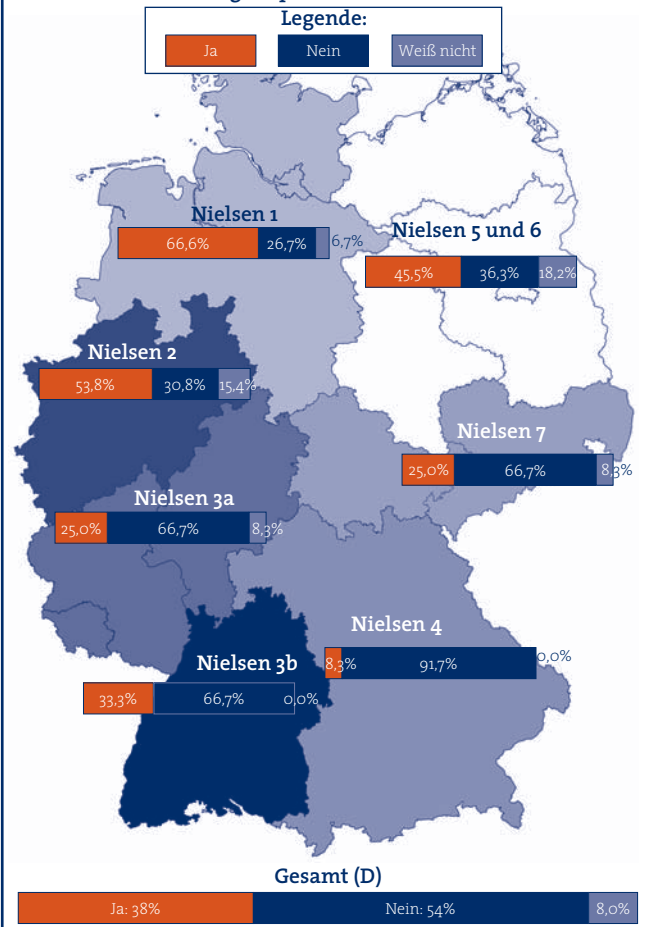 Legende:
Ja Nein Weiß nicht
Nielsen 1
66,6% 26,7% 6,7%
Nielsen 5 und 6
45,5% 36,3% 18,2%
Nielsen 2
53,8% 30,8% 15,4%
Nielsen 7
25,0% 66,7% 8,3%
Nielsen 3a
25,0% 66,7% 8,3%
Nielsen 4
8,3% 91,7% 0,0%
Nielsen 3b
33,3% 66,7% 0,0%
Gesamt (D)
Ja: 38% Nein: 54% 8,0%